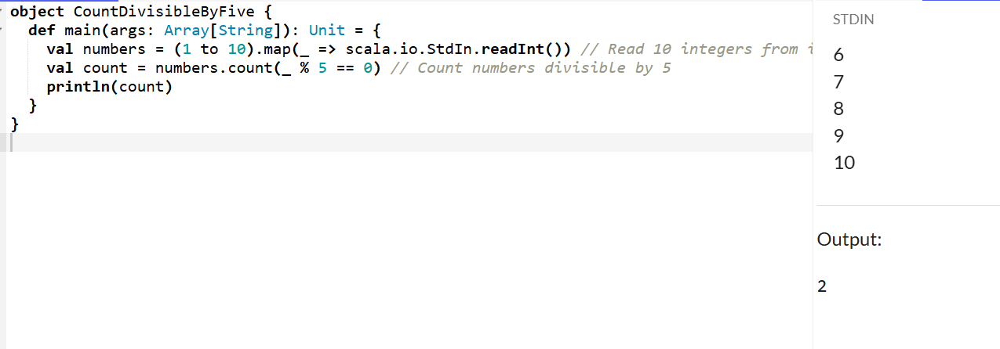 object CountDivisibleByFive {
def main(args: Array[String]): Unit = {
val numbers = (1 to 10).map(_ => scala.io.StdIn.readInt()) // Read 10 integers from
val count = numbers.count(_ % 5 == 0) // Count numbers divisible by 5
println(count)
}
}
STDIN
6
7
8
9
10
Output:
2